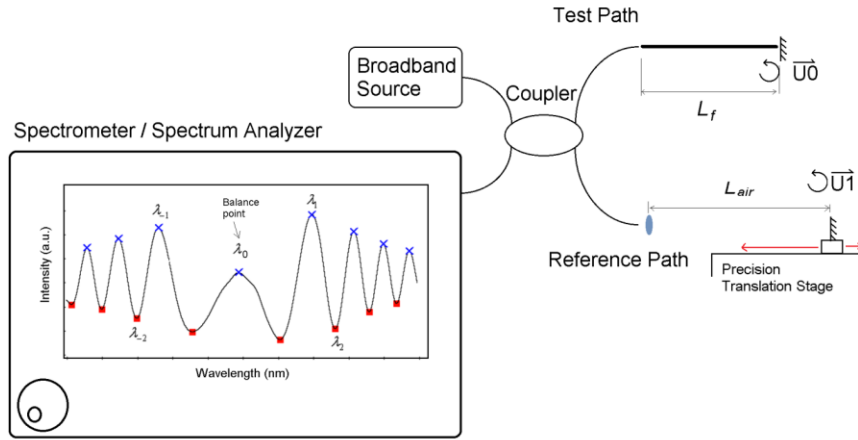 Test Path
Broadband
Source
Coupler
U0
L_f
Spectrometer / Spectrum Analyzer
U1
L_air
Balance
point
λ_-1
λ_1
λ_0
Intensity (a.u.)
λ_-2
λ_2
Wavelength (nm)
Reference Path
Precision
Translation Stage